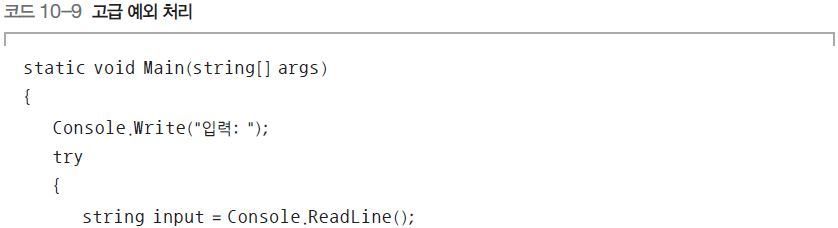 코드 10-9 고급 예외 처리
static void Main(string[] args)
{
Console.Write("입력: ");
try
{
string input = Console.ReadLine();